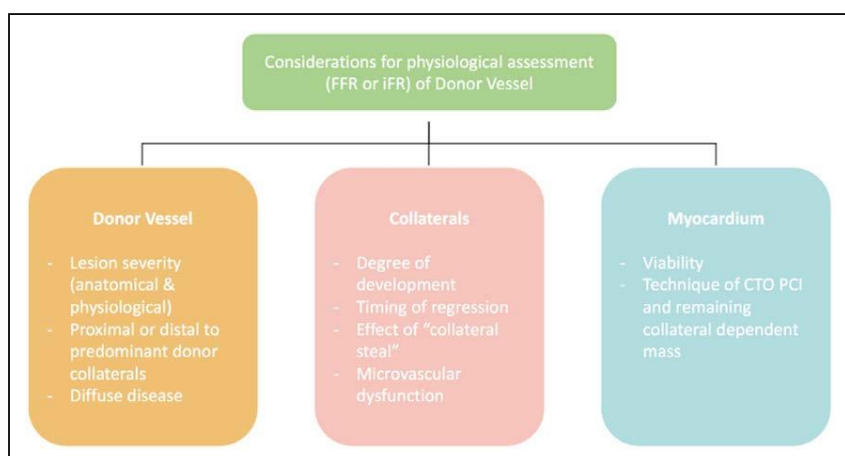 Considerations for physiological assessment
(FFR or iFR) of Donor Vessel
Donor Vessel
- Lesion severity
(anatomical &
physiological)
- Proximal or distal to
predominant donor
collaterals
- Diffuse disease
Collaterals
- Degree of
development
- Timing of regression
- Effect of “collateral
steal”
- Microvascular
dysfunction
Myocardium
- Viability
- Technique of CTO PCI
and remaining
collateral dependent
mass